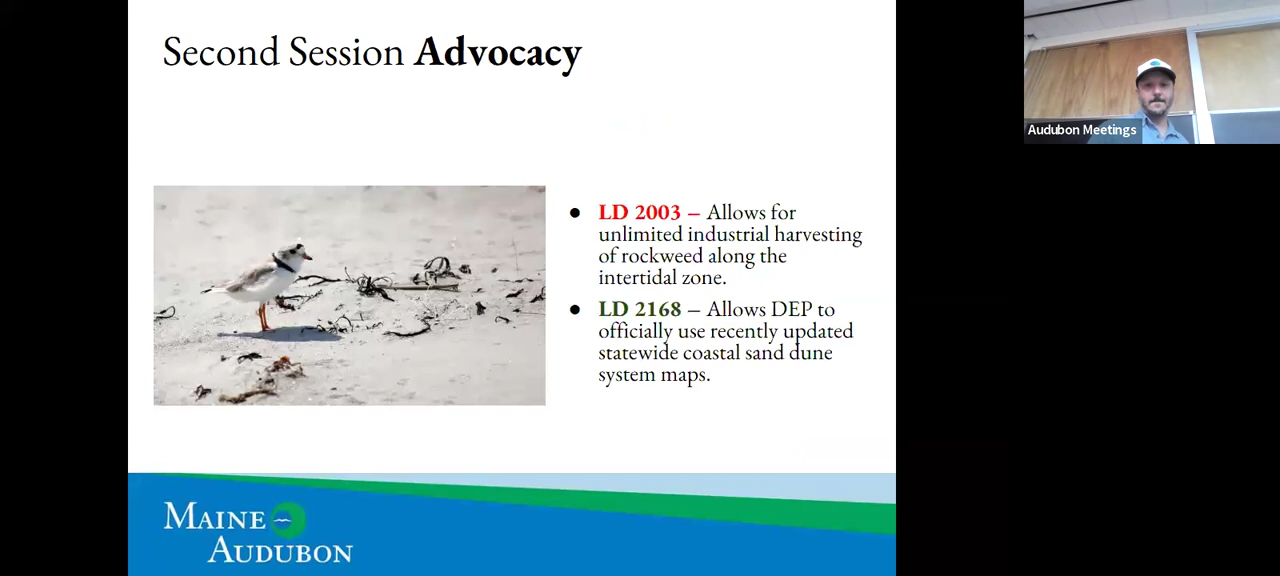 Second Session Advocacy
Audubon Meetings
● LD 2003 – Allows for
unlimited industrial harvesting
of rockweed along the
intertidal zone.
● LD 2168 – Allows DEP to
officially use recently updated
statewide coastal sand dune
system maps.
MAINE
AUDUBON